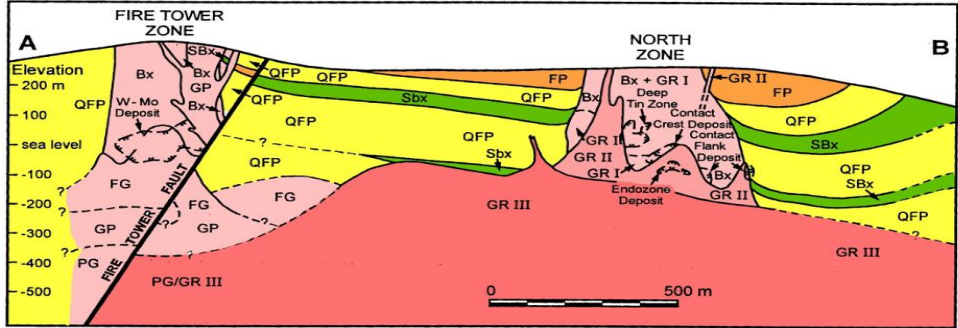 FIRE TOWER
ZONE
A
NORTH
ZONE
B
Elevation
200 m
100
sea level
-100
-200
-300
-400
-500
QFP
Bx
W-Mo
Deposit
SBx
Bx
GP
Bx
QFP
QFP
QFP
FP
Sbx
QFP
QFP
Sbx
Bx
GR I
GR II
GR I
Bx + GR I
Deep
Tin Zone
Contact
Crest Deposit
Contact
Flank
Deposit
Bx
Endozone
Deposit
GR II
GR II
FP
QFP
SBx
QFP
SBx
QFP
?
?
?
FG
FG
FG
GP
GP
?
?
?
?
?
PG
PG/GR III
FIRE TOWER FAULT
GR III
GR III
0 500 m